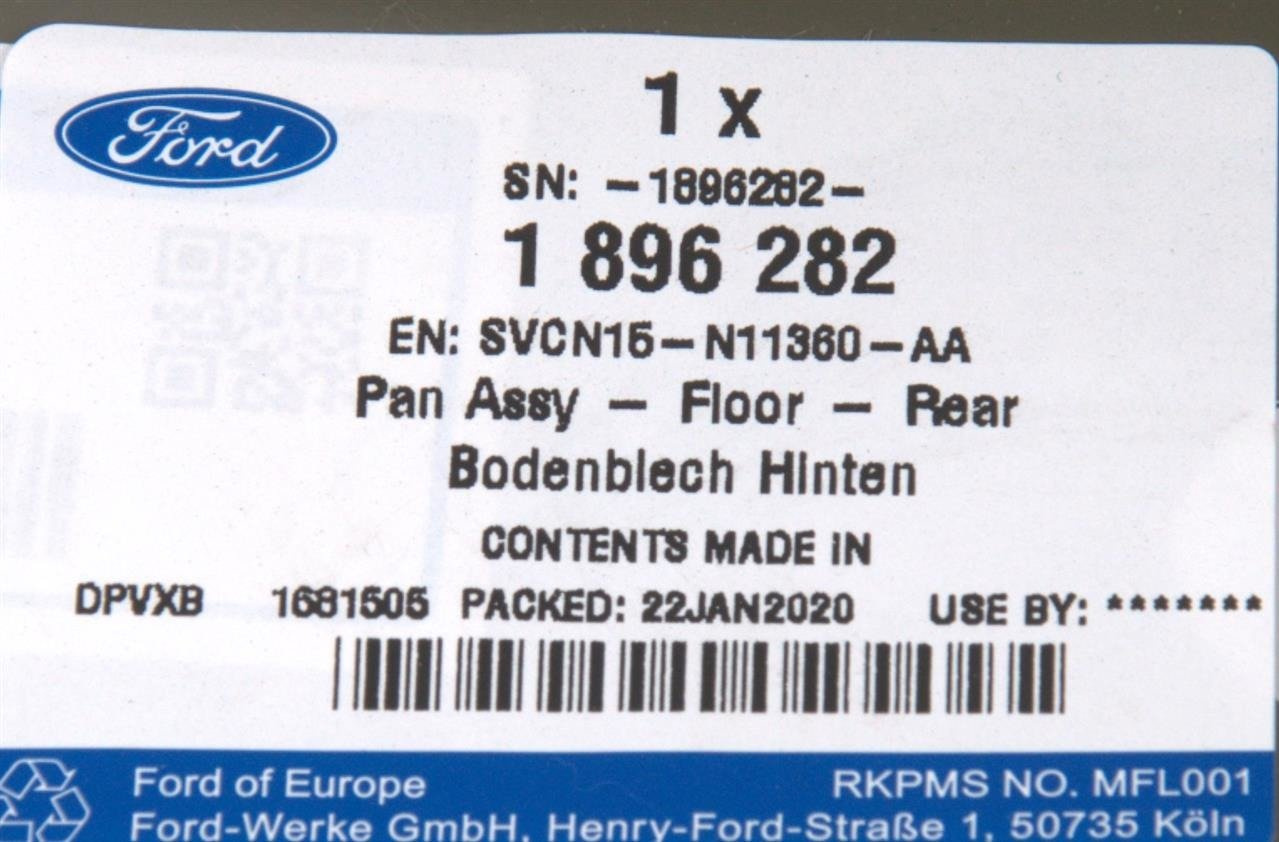 Ford
1 x
SN: -1896282-
1 896 282
EN: SVCN15-N11360-AA
Pan Assy - Floor - Rear
Bodenblech Hinten
CONTENTS MADE IN
DPVXB 1681505 PACKED: 22JAN2020 USE BY: *******
Ford of Europe RKPMS NO. MFL001
Ford-Werke GmbH, Henry-Ford-Straße 1, 50735 Köln